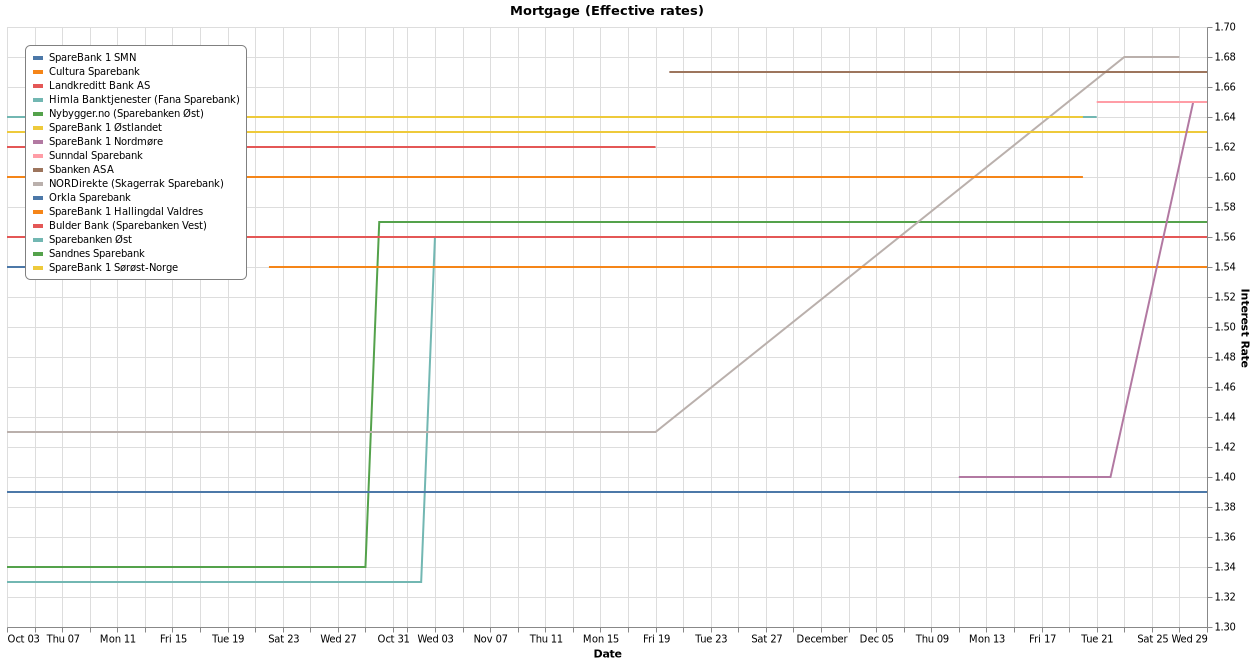 Mortgage (Effective rates)
SpareBank 1 SMN
Cultura Sparebank
Landkreditt Bank AS
Himla Banktjenester (Fana Sparebank)
Nybygger.no (Sparebanken Øst)
SpareBank 1 Østlandet
SpareBank 1 Nordmøre
Sunndal Sparebank
Sbanken ASA
NORDirekte (Skagerrak Sparebank)
Orkla Sparebank
SpareBank 1 Hallingdal Valdres
Bulder Bank (Sparebanken Vest)
Sparebanken Øst
Sandnes Sparebank
SpareBank 1 Sørøst-Norge
1.70
1.68
1.66
1.64
1.62
1.60
1.58
1.56
1.54
1.52
1.50
1.48
1.46
1.44
1.42
1.40
1.38
1.36
1.34
1.32
1.30
Interest Rate
Oct 03 Thu 07 Mon 11 Fri 15 Tue 19 Sat 23 Wed 27 Oct 31 Wed 03 Nov 07 Thu 11 Mon 15 Fri 19 Tue 23 Sat 27 December Dec 05 Thu 09 Mon 13 Fri 17 Tue 21 Sat 25 Wed 29
Date